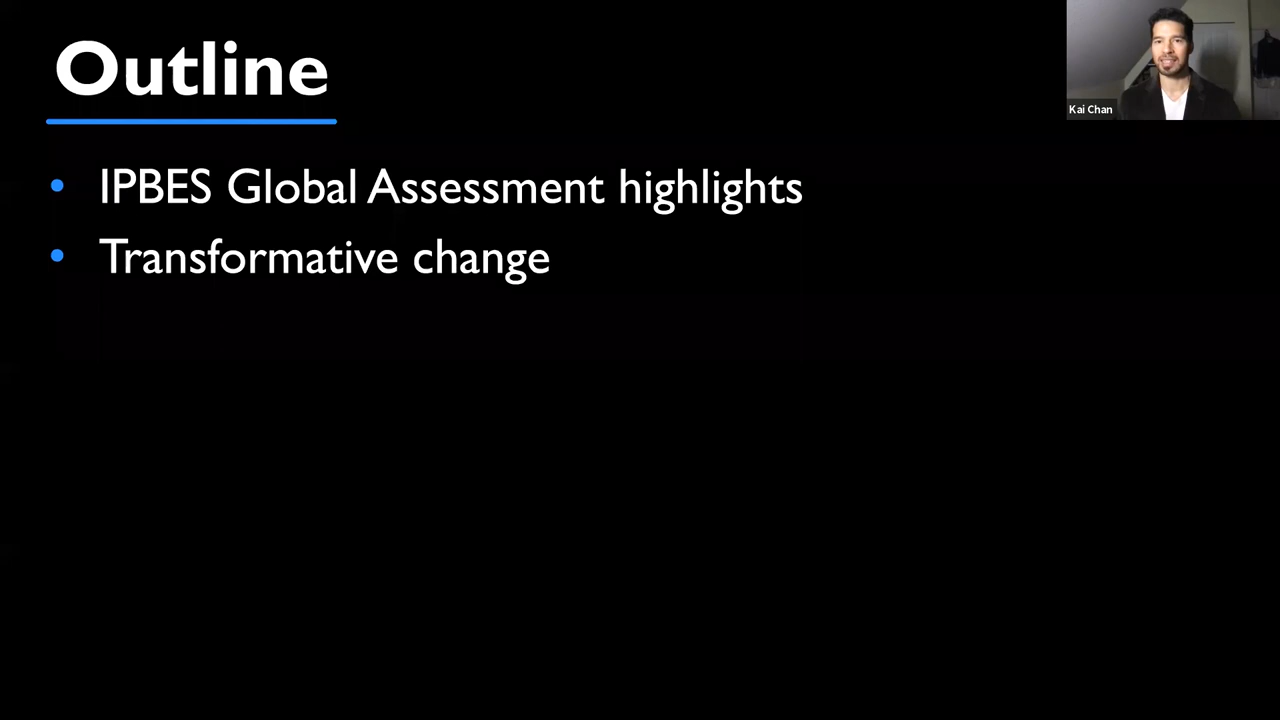 Outline
Kai Chan
• IPBES Global Assessment highlights
• Transformative change